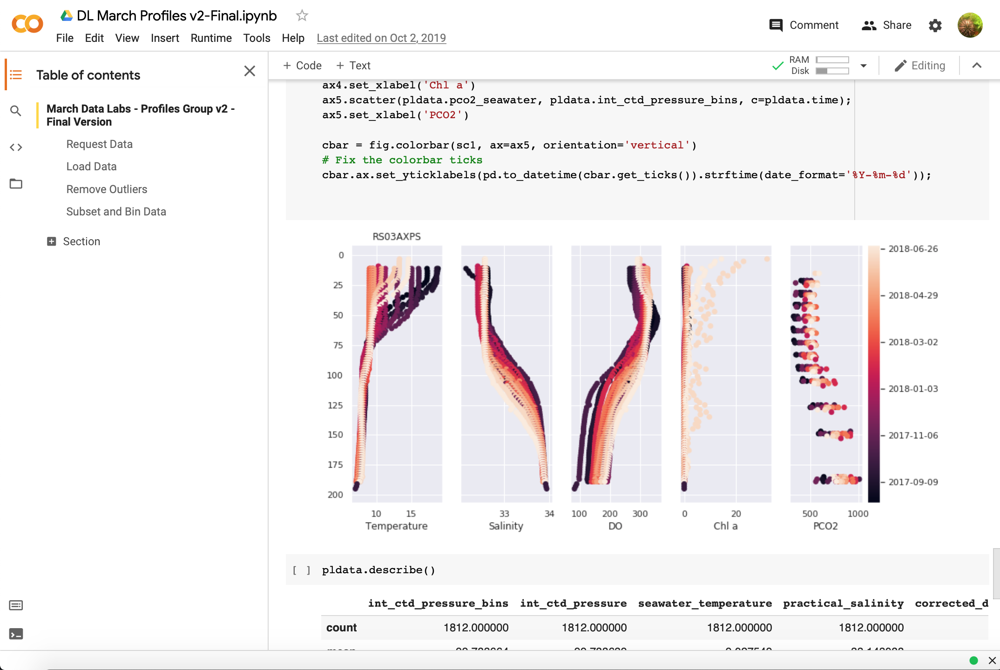 DL March Profiles v2-Final.ipynb
File Edit View Insert Runtime Tools Help Last edited on Oct 2, 2019
Comment Share
Table of contents
March Data Labs - Profiles Group v2 -
Final Version
Request Data
Load Data
Remove Outliers
Subset and Bin Data
Section
+ Code + Text
RAM
Disk
Editing
ax4.set_xlabel('Chl a')
ax5.scatter(pldata.pco2_seawater, pldata.int_ctd_pressure_bins, c=pldata.time);
ax5.set_xlabel('PCO2')
cbar = fig.colorbar(sc1, ax=ax5, orientation='vertical')
# Fix the colorbar ticks
cbar.ax.set_yticklabels(pd.to_datetime(cbar.get_ticks()).strftime(date_format='%Y-%m-%d'));
RS03AXPS
0
25
50
75
100
125
150
175
200
10 15
Temperature
33 34
Salinity
100 200 300
DO
0 20
Chl a
500 1000
PCO2
2018-06-26
2018-04-29
2018-03-02
2018-01-03
2017-11-06
2017-09-09
[ ] pldata.describe()
int_ctd_pressure_bins int_ctd_pressure seawater_temperature practical_salinity corrected_d
count 1812.000000 1812.000000 1812.000000 1812.000000